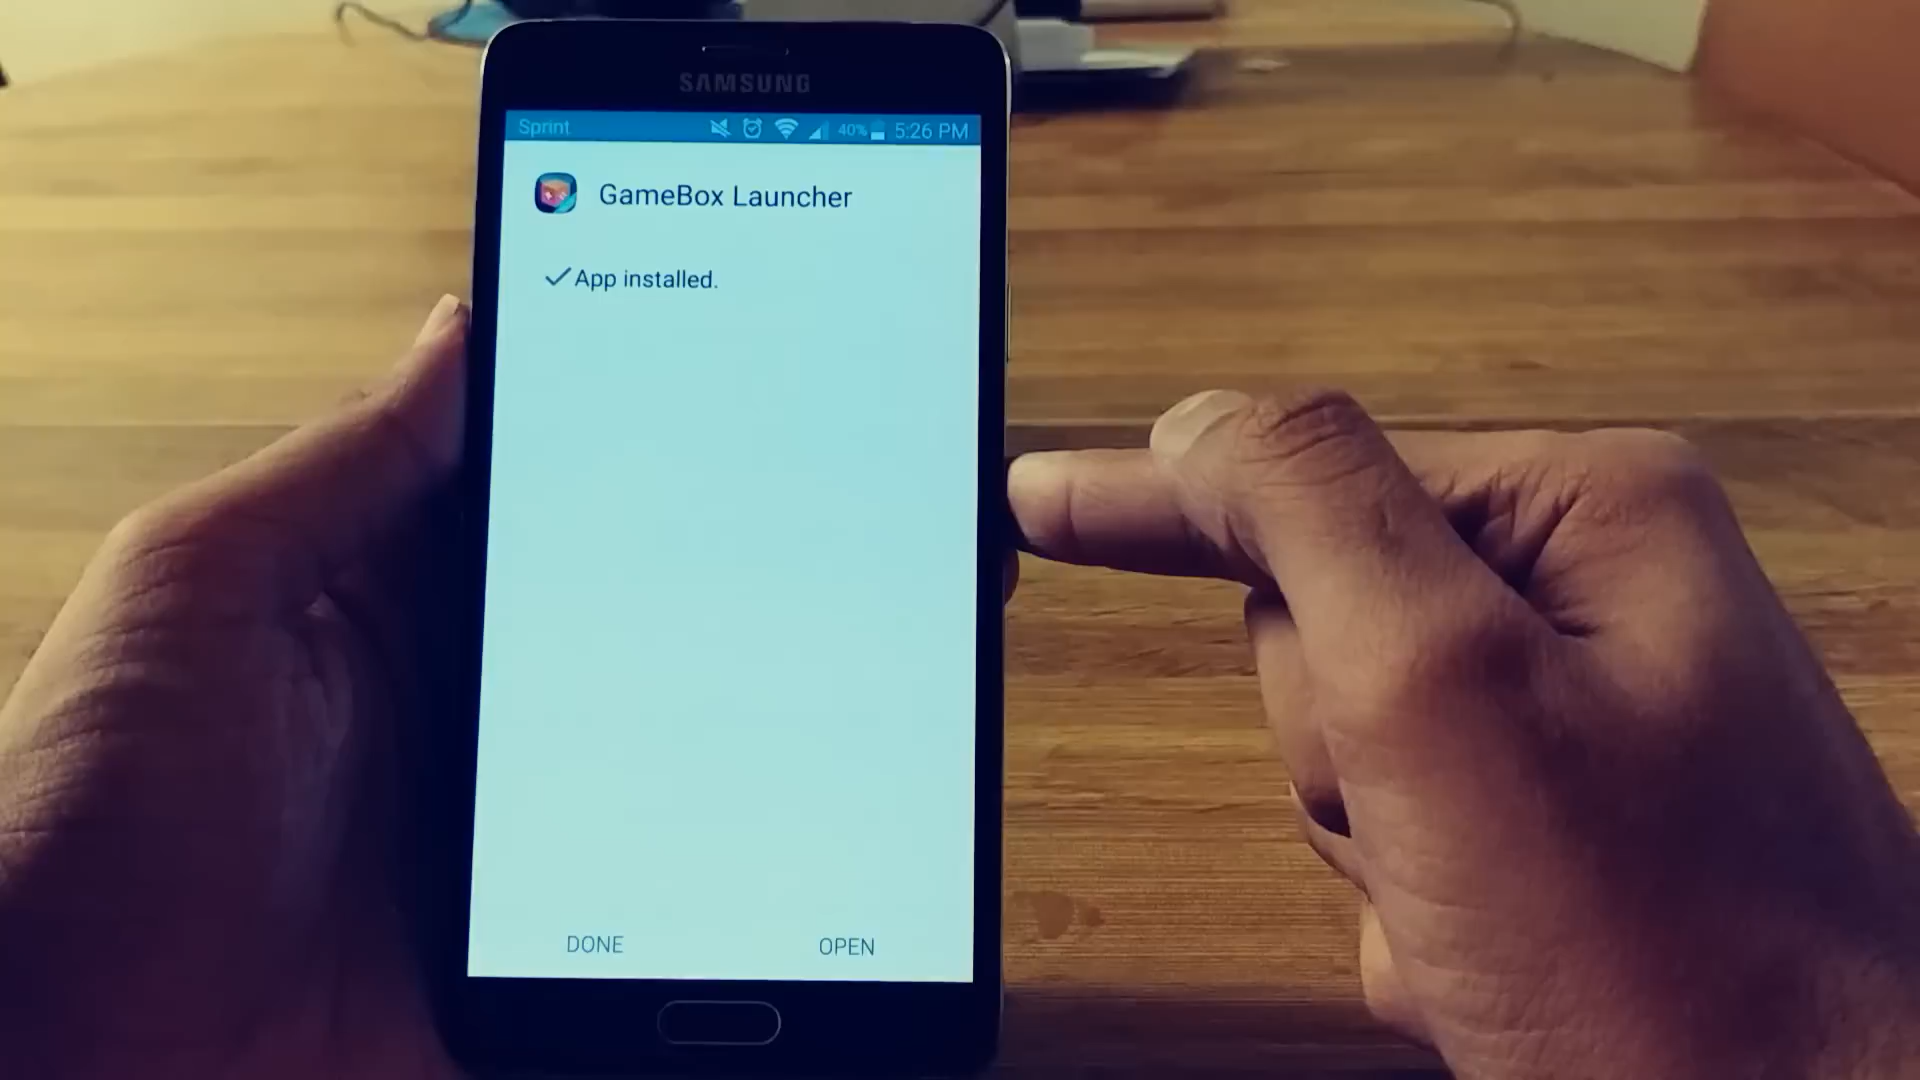 SAMSUNG
Sprint 40% 5:26 PM
GameBox Launcher
App installed.
DONE OPEN